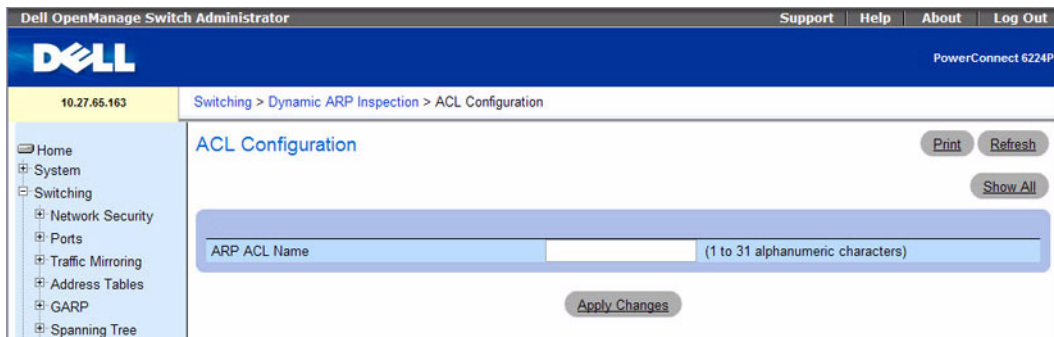 Dell OpenManage Switch Administrator Support Help About Log Out
DELL
PowerConnect 6224P
10.27.65.163
Switching > Dynamic ARP Inspection > ACL Configuration
Home
System
Switching
Network Security
Ports
Traffic Mirroring
Address Tables
GARP
Spanning Tree
ACL Configuration
Print Refresh
Show All
ARP ACL Name (1 to 31 alphanumeric characters)
Apply Changes